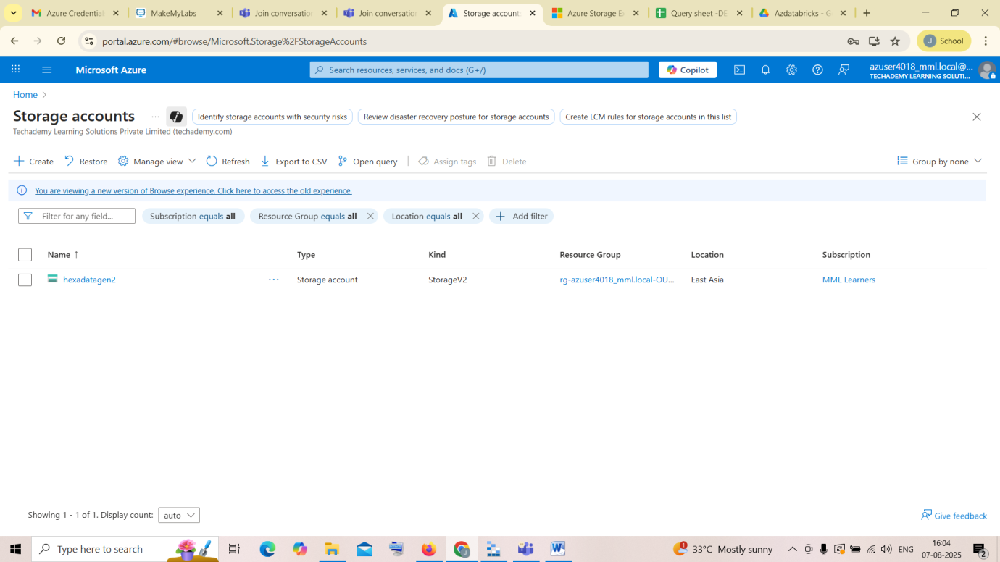 Azure Credential
MakeMyLabs
Join conversation
Join conversation
Storage accounts
Azure Storage E
Query sheet -DE
Azdatabricks - G
portal.azure.com/#browse/Microsoft.Storage%2FStorageAccounts
J School
Microsoft Azure
Search resources, services, and docs (G+/)
Copilot
azuser4018_mml.local@...
TECHADEMY LEARNING SOLUTI...
Home
Storage accounts
...
Identify storage accounts with security risks
Review disaster recovery posture for storage accounts
Create LCM rules for storage accounts in this list
Techademy Learning Solutions Private Limited (techademy.com)
Create
Restore
Manage view
Refresh
Export to CSV
Open query
Assign tags
Delete
Group by none
You are viewing a new version of Browse experience. Click here to access the old experience.
Filter for any field...
Subscription equals all
Resource Group equals all
Location equals all
Add filter
Name ↑ Type Kind Resource Group Location Subscription
hexadatagen2 ... Storage account StorageV2 rg-azuser4018_mml.local-OU... East Asia MML Learners
Showing 1 - 1 of 1. Display count: auto
Give feedback
Type here to search
33°C Mostly sunny
1
ENG
16:04
07-08-2025
2